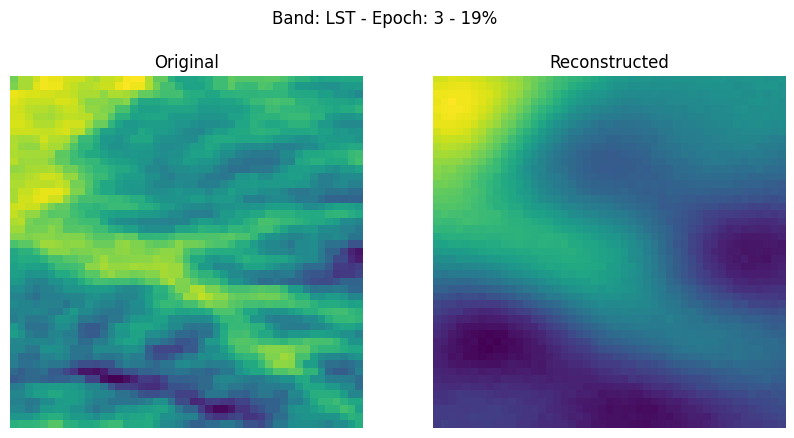 Band: LST - Epoch: 3 - 19%
Original
Reconstructed